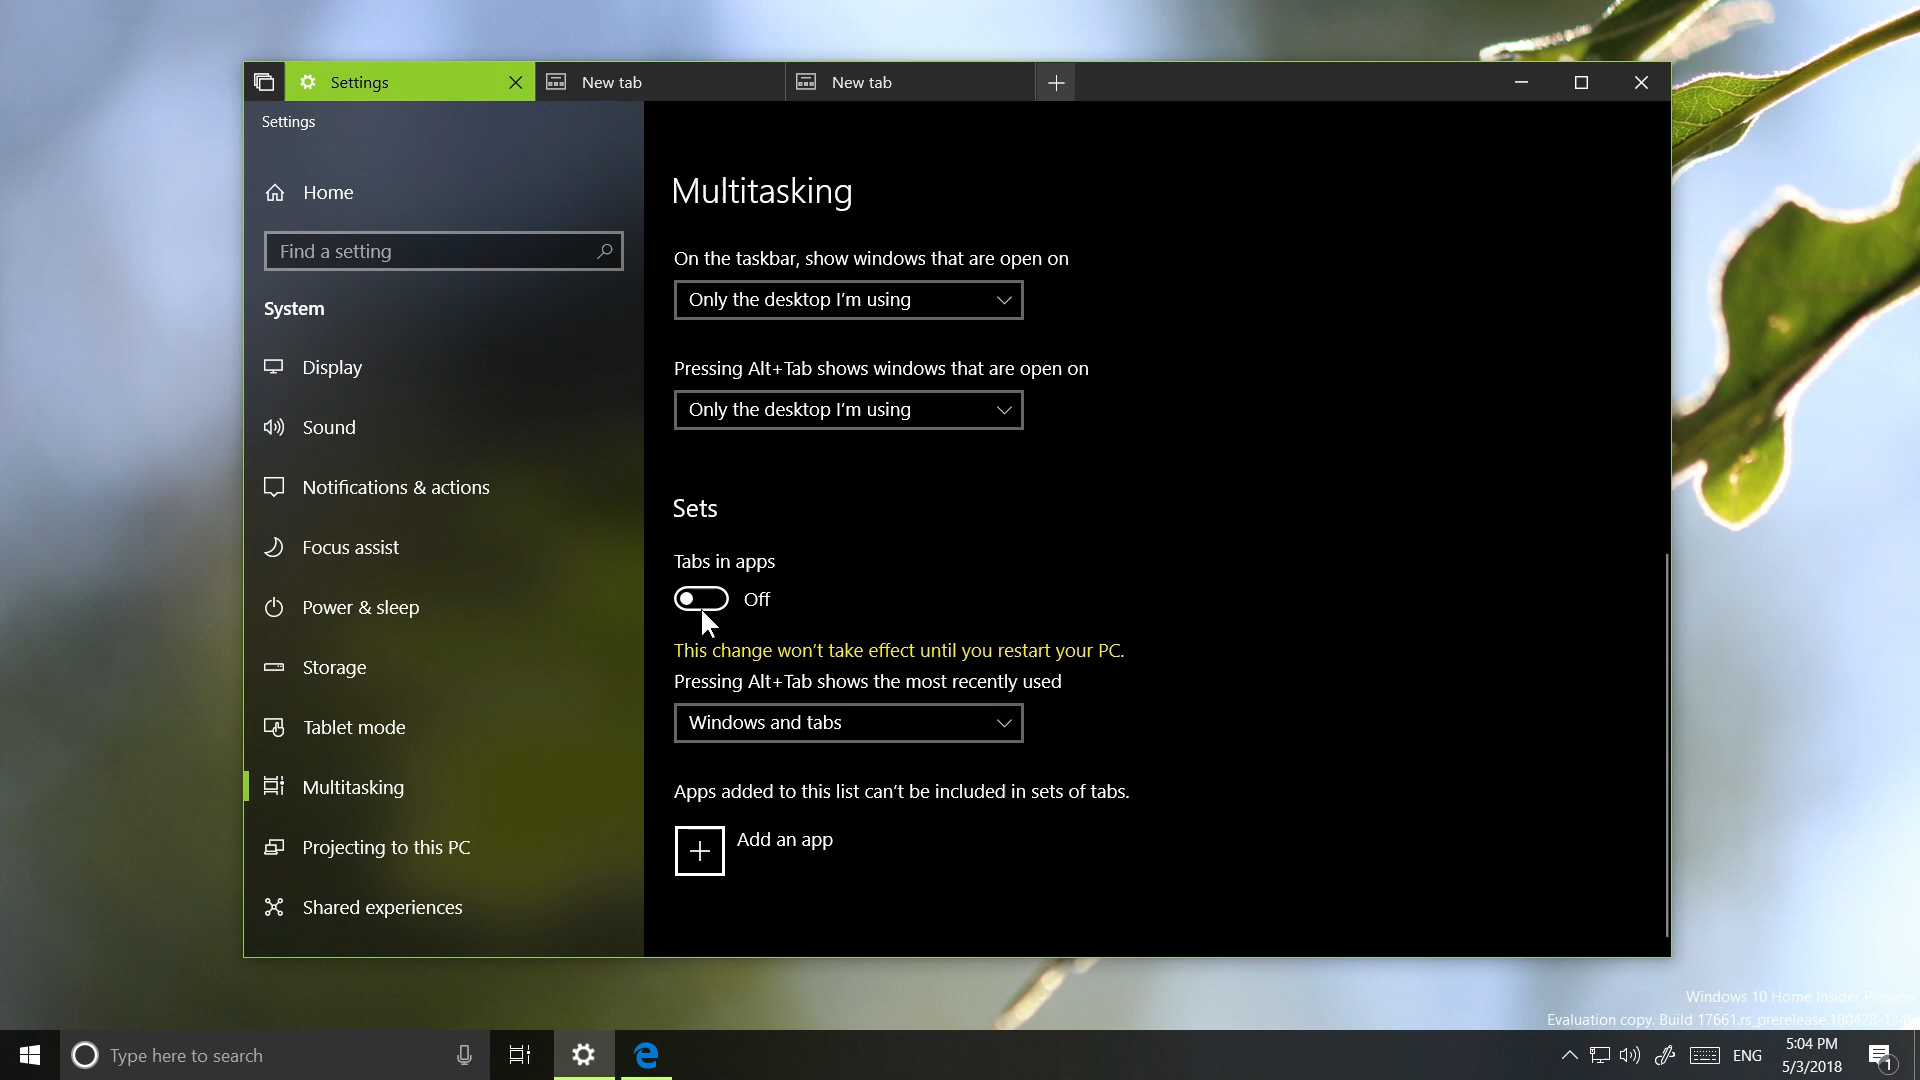 Settings
New tab
New tab
Settings
Home
Find a setting
System
Display
Sound
Notifications & actions
Focus assist
Power & sleep
Storage
Tablet mode
Multitasking
Projecting to this PC
Shared experiences
Multitasking
On the taskbar, show windows that are open on
Only the desktop I'm using
Pressing Alt+Tab shows windows that are open on
Only the desktop I'm using
Sets
Tabs in apps
Off
This change won't take effect until you restart your PC.
Pressing Alt+Tab shows the most recently used
Windows and tabs
Apps added to this list can't be included in sets of tabs.
Add an app
Windows 10 Home Insider Preview
Evaluation copy. Build 17661.rs_prerelease.180428-1349
Type here to search
ENG
5:04 PM
5/3/2018
1